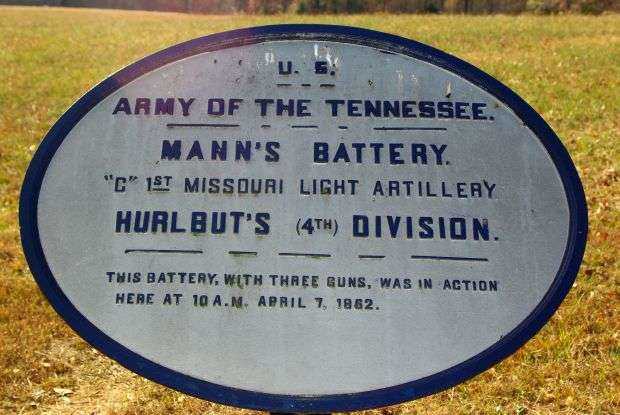 U. S.
ARMY OF THE TENNESSEE.
MANN'S BATTERY.
"C" 1ST MISSOURI LIGHT ARTILLERY
HURLBUT'S (4TH) DIVISION.
THIS BATTERY, WITH THREE GUNS, WAS IN ACTION
HERE AT 10 A.M. APRIL 7, 1862.